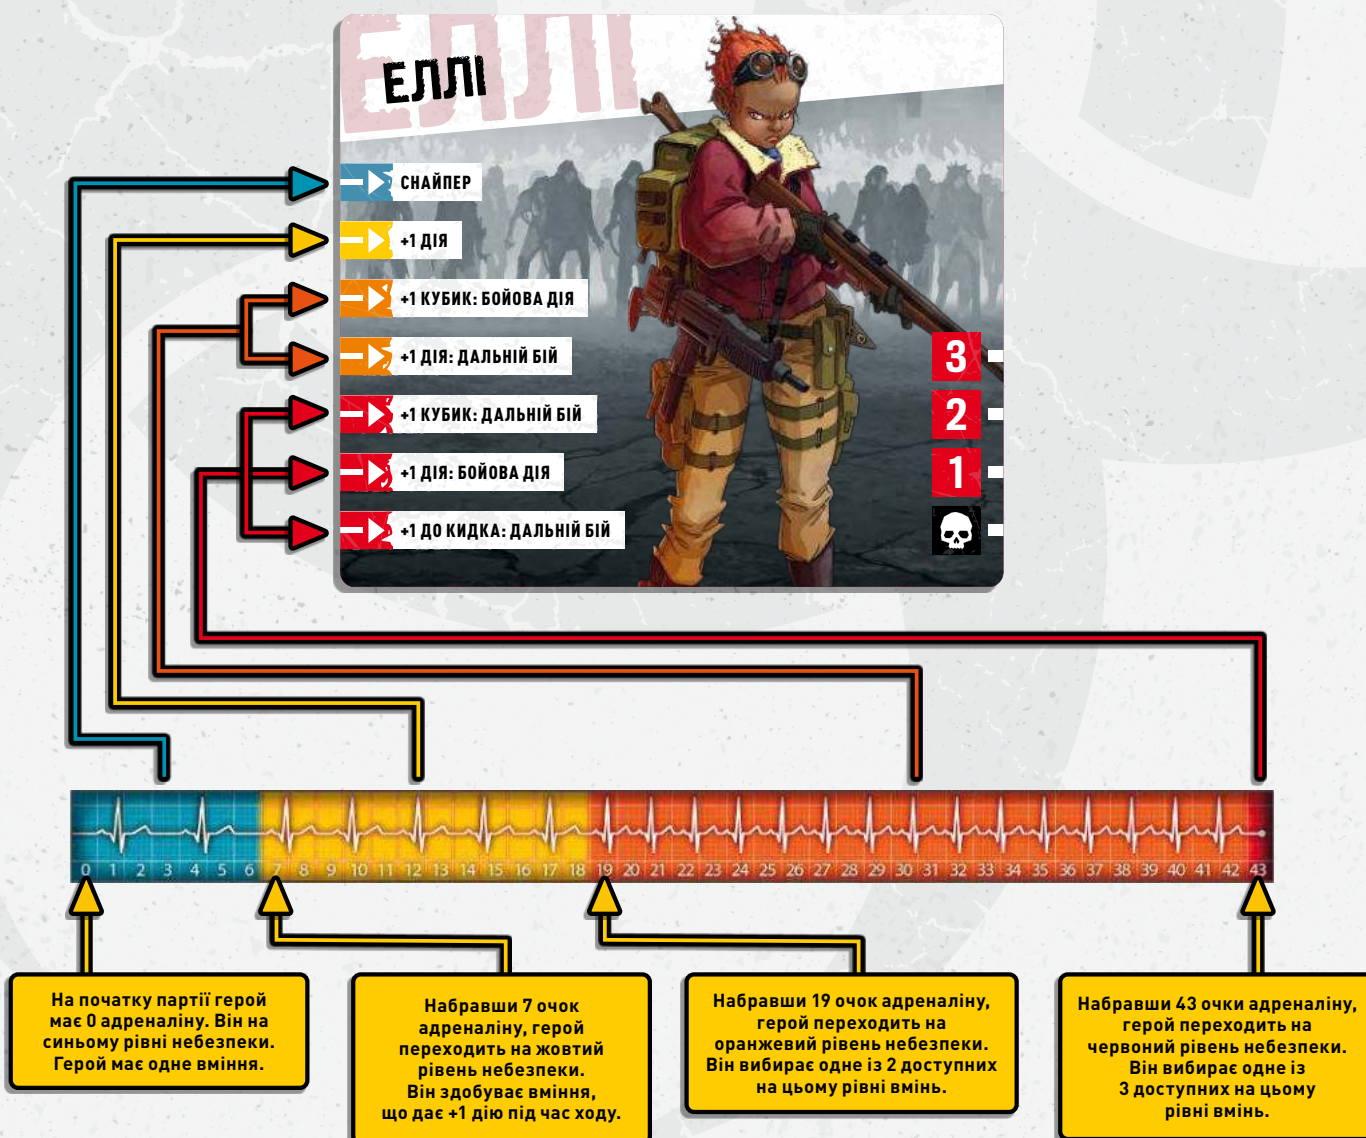 ЕЛЛІ
ЕЛЛІ
СНАЙПЕР
+1 ДІЯ
+1 КУБИК: БОЙОВА ДІЯ
+1 ДІЯ: ДАЛЬНІЙ БІЙ
+1 КУБИК: ДАЛЬНІЙ БІЙ
+1 ДІЯ: БОЙОВА ДІЯ
+1 ДО КИДКА: ДАЛЬНІЙ БІЙ
3
2
1
0 1 2 3 4 5 6 7 8 9 10 11 12 13 14 15 16 17 18 19 20 21 22 23 24 25 26 27 28 29 30 31 32 33 34 35 36 37 38 39 40 41 42 43
На початку партії герой
має 0 адреналіну. Він на
синьому рівні небезпеки.
Герой має одне вміння.
Набравши 7 очок
адреналіну, герой
переходить на жовтий
рівень небезпеки.
Він здобуває вміння,
що дає +1 дію під час ходу.
Набравши 19 очок адреналіну,
герой переходить на
оранжевий рівень небезпеки.
Він вибирає одне із 2 доступних
на цьому рівні вмінь.
Набравши 43 очки адреналіну,
герой переходить на
червоний рівень небезпеки.
Він вибирає одне із
3 доступних на цьому
рівні вмінь.